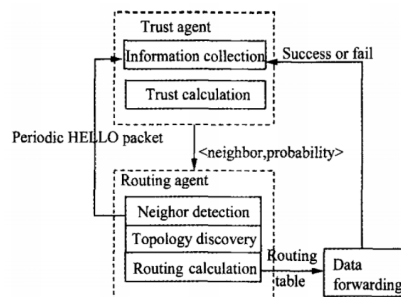 Trust agent
Information collection
Success or fail
Trust calculation
Periodic HELLO packet
<neighbor,probability>
Routing agent
Neighor detection
Topology discovery
Routing calculation
Routing
table
Data
forwarding